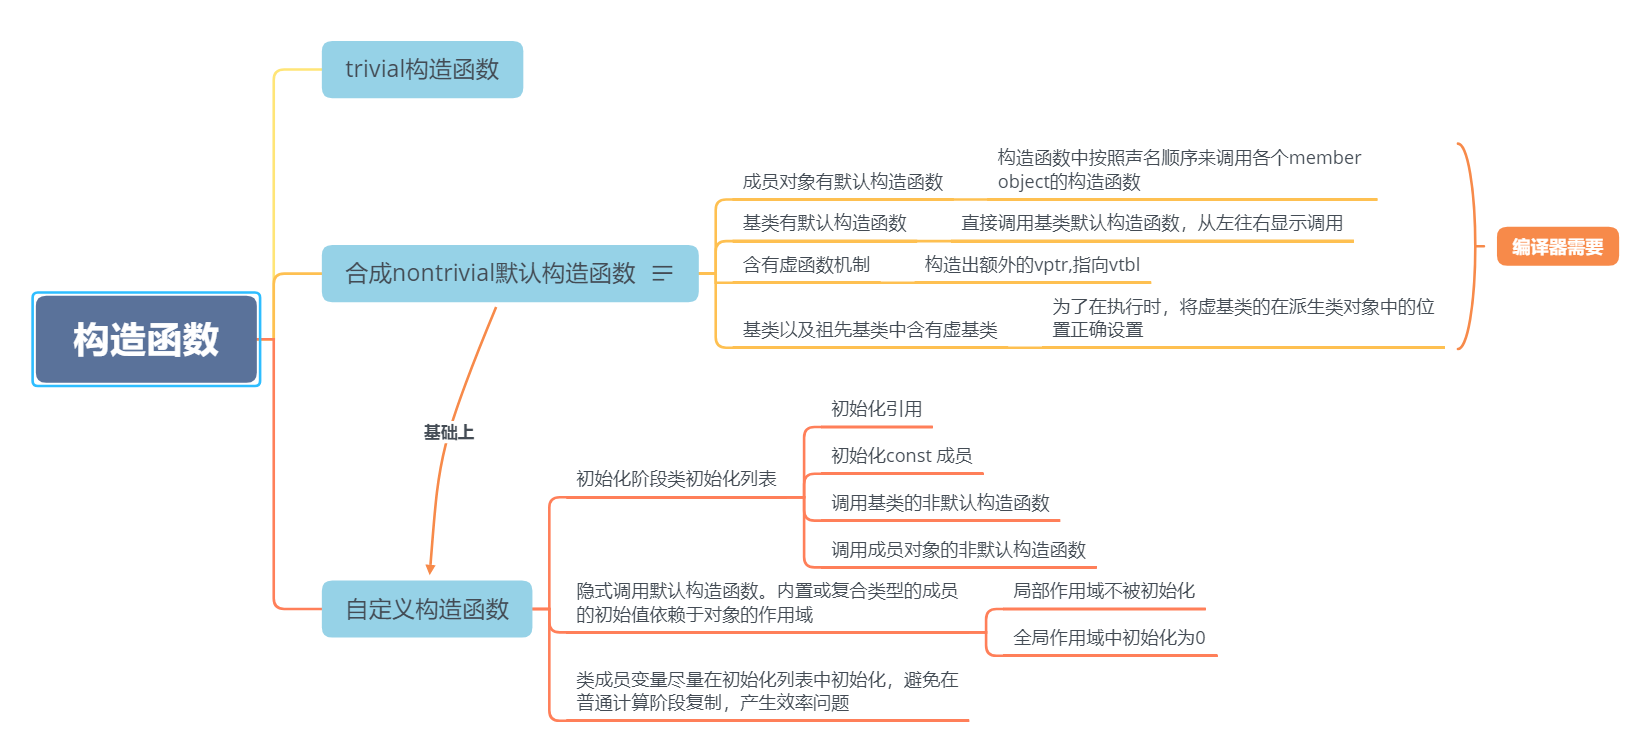 trivial构造函数
构造函数中按照声名顺序来调用各个member
object的构造函数
成员对象有默认构造函数
基类有默认构造函数
直接调用基类默认构造函数，从左往右显示调用
编译器需要
含有虚函数机制
构造出额外的vptr,指向vtbl
合成nontrivial默认构造函数
为了在执行时，将虚基类的在派生类对象中的位
置正确设置
基类以及祖先基类中含有虚基类
构造函数
基础上
初始化引用
初始化const 成员
初始化阶段类初始化列表
调用基类的非默认构造函数
调用成员对象的非默认构造函数
自定义构造函数
隐式调用默认构造函数。内置或复合类型的成员
的初始值依赖于对象的作用域
局部作用域不被初始化
全局作用域中初始化为0
类成员变量尽量在初始化列表中初始化，避免在
普通计算阶段复制，产生效率问题